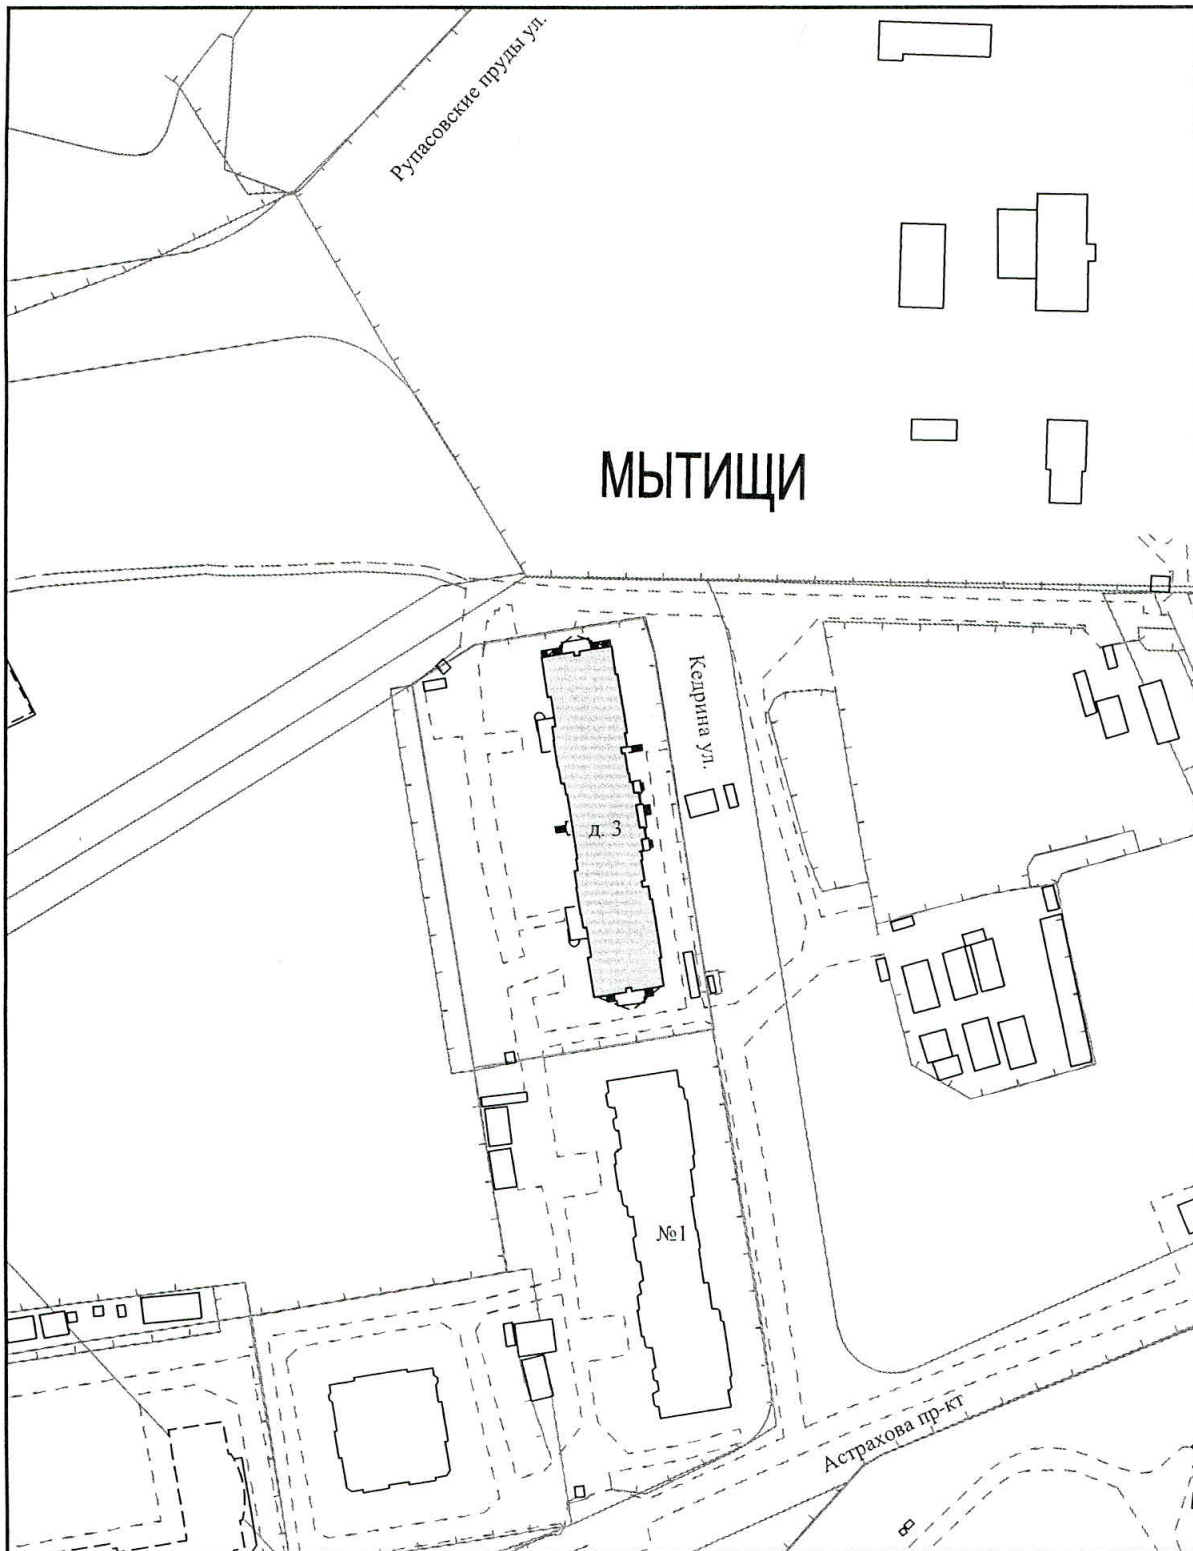 Рупасовские пруды ул.
МЫТИЩИ
Кедрина ул.
д. 3
№1
Астрахова пр-кт